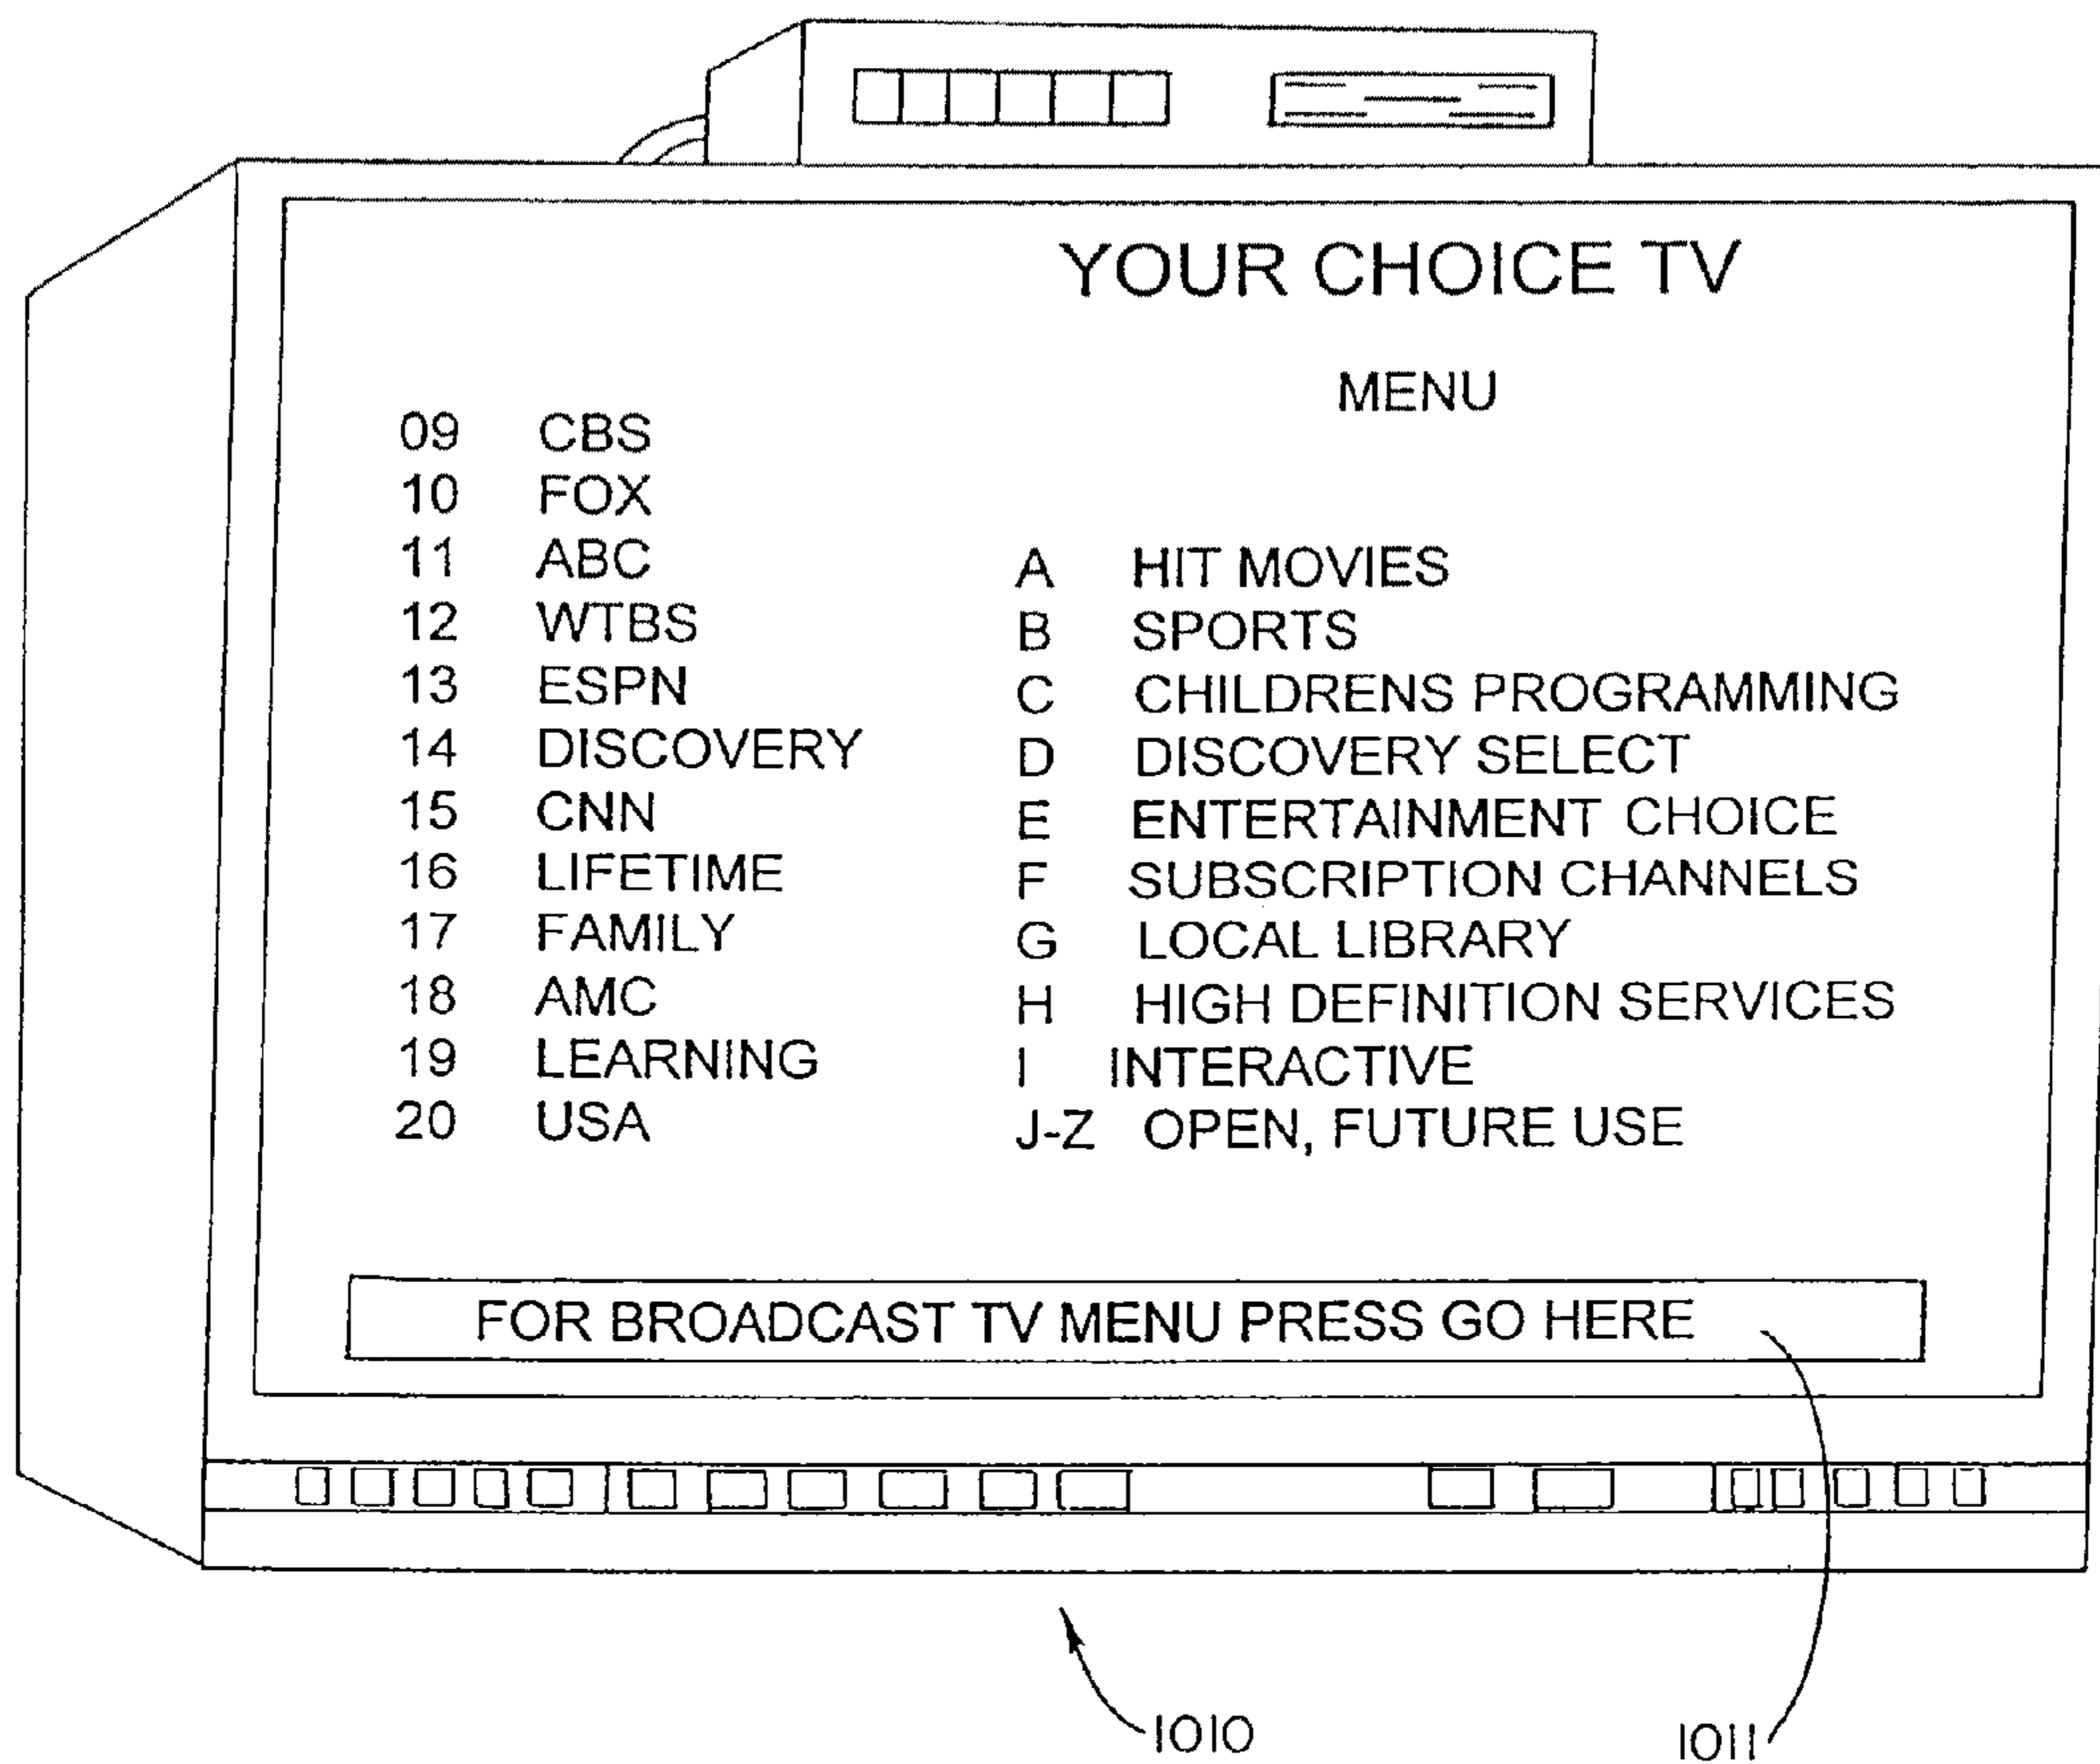 YOUR CHOICE TV
MENU
09 CBS
10 FOX
11 ABC
12 WTBS
13 ESPN
14 DISCOVERY
15 CNN
16 LIFETIME
17 FAMILY
18 AMC
19 LEARNING
20 USA
A HIT MOVIES
B SPORTS
C CHILDRENS PROGRAMMING
D DISCOVERY SELECT
E ENTERTAINMENT CHOICE
F SUBSCRIPTION CHANNELS
G LOCAL LIBRARY
H HIGH DEFINITION SERVICES
I INTERACTIVE
J-Z OPEN, FUTURE USE
FOR BROADCAST TV MENU PRESS GO HERE
1010
1011